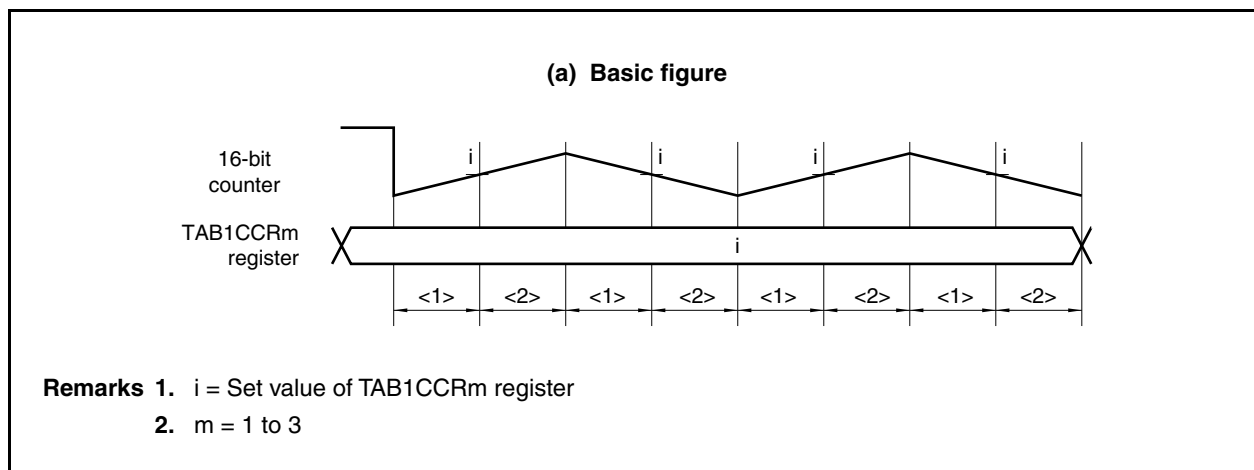 (a) Basic figure
16-bit
counter
i i i i
TAB1CCRm
register
i
<1> <2> <1> <2> <1> <2> <1> <2>
Remarks 1. i = Set value of TAB1CCRm register
2. m = 1 to 3